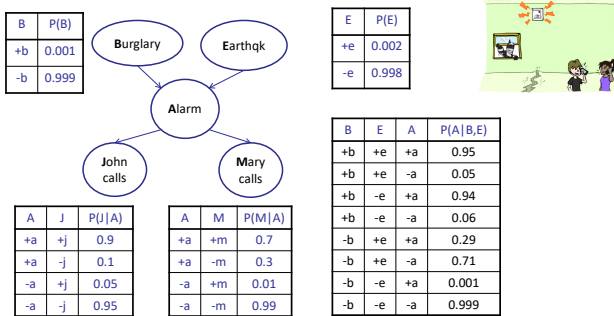 B P(B)
+b 0.001
-b 0.999
Burglary
Earthqk
E P(E)
+e 0.002
-e 0.998
Alarm
John
calls
Mary
calls
A J P(J|A)
+a +j 0.9
+a -j 0.1
-a +j 0.05
-a -j 0.95
A M P(M|A)
+a +m 0.7
+a -m 0.3
-a +m 0.01
-a -m 0.99
B E A P(A|B,E)
+b +e +a 0.95
+b +e -a 0.05
+b -e +a 0.94
+b -e -a 0.06
-b +e +a 0.29
-b +e -a 0.71
-b -e +a 0.001
-b -e -a 0.999